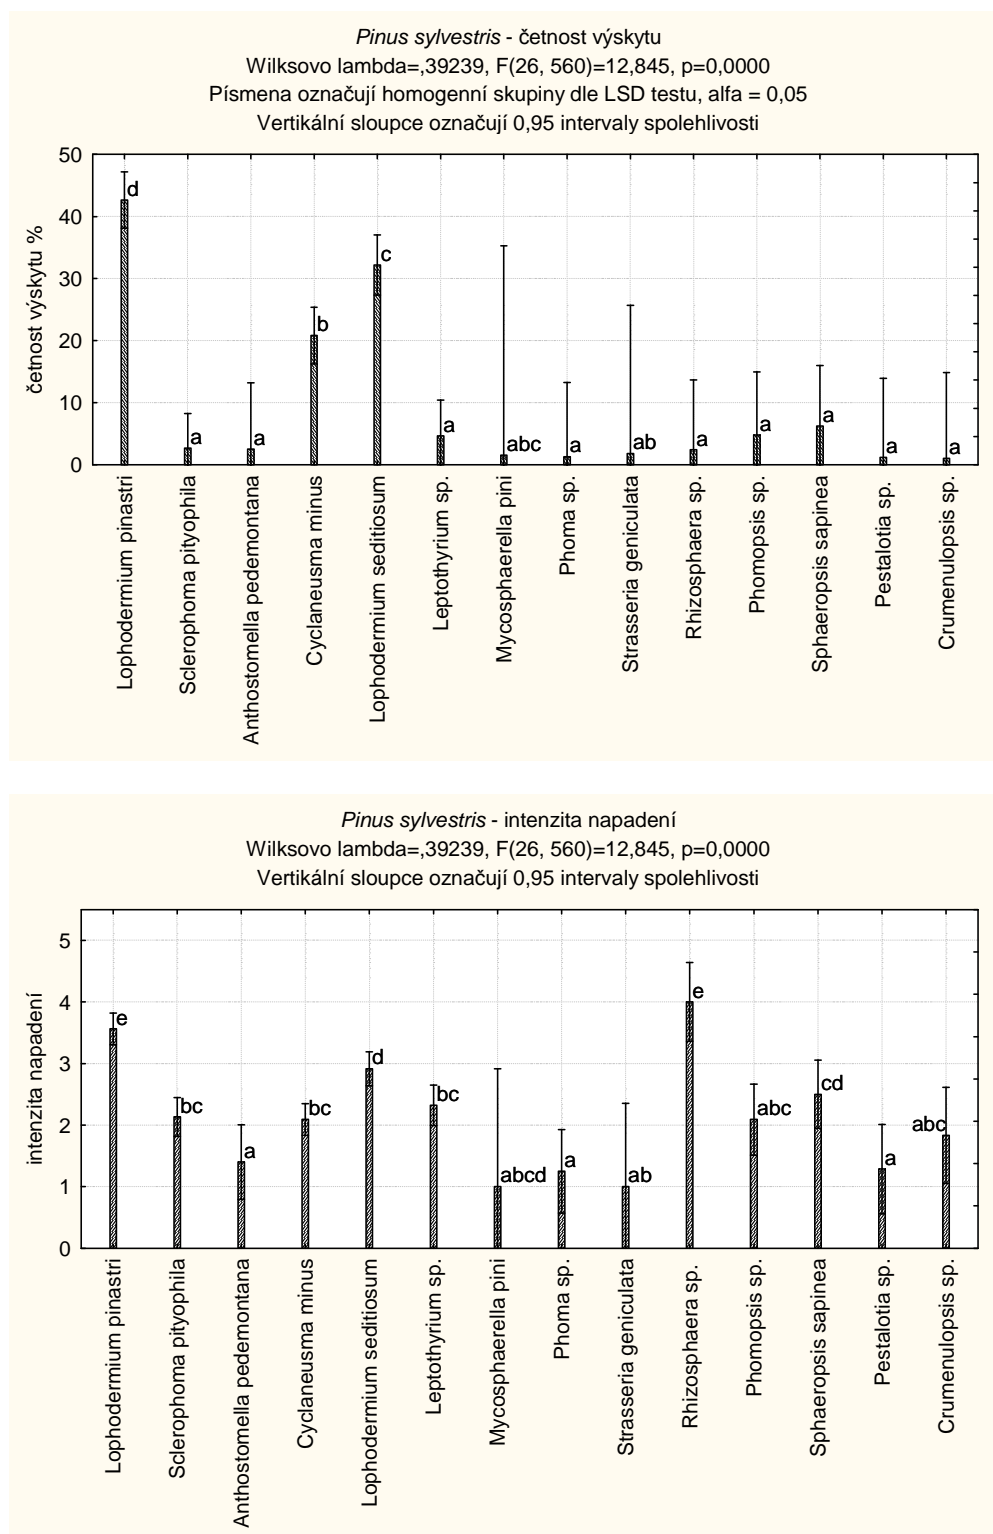 Pinus sylvestris - četnost výskytu
Wilksovo lambda=,39239, F(26, 560)=12,845, p=0,0000
Písmena označují homogenní skupiny dle LSD testu, alfa = 0,05
Vertikální sloupce označují 0,95 intervaly spolehlivosti
četnost výskytu %
50
40
30
20
10
0
d
a
a
b
c
a
abc
a
ab
a
a
a
a
a
Lophodermium pinastri
Sclerophoma pityophila
Anthostomella pedemontana
Cyclaneusma minus
Lophodermium seditiosum
Leptothyrium sp.
Mycosphaerella pini
Phoma sp.
Strasseria geniculata
Rhizosphaera sp.
Phomopsis sp.
Sphaeropsis sapinea
Pestalotia sp.
Crumenulopsis sp.
Pinus sylvestris - intenzita napadení
Wilksovo lambda=,39239, F(26, 560)=12,845, p=0,0000
Vertikální sloupce označují 0,95 intervaly spolehlivosti
intenzita napadení
5
4
3
2
1
0
e
bc
a
bc
d
bc
abcd
a
ab
e
abc
cd
a
abc
Lophodermium pinastri
Sclerophoma pityophila
Anthostomella pedemontana
Cyclaneusma minus
Lophodermium seditiosum
Leptothyrium sp.
Mycosphaerella pini
Phoma sp.
Strasseria geniculata
Rhizosphaera sp.
Phomopsis sp.
Sphaeropsis sapinea
Pestalotia sp.
Crumenulopsis sp.